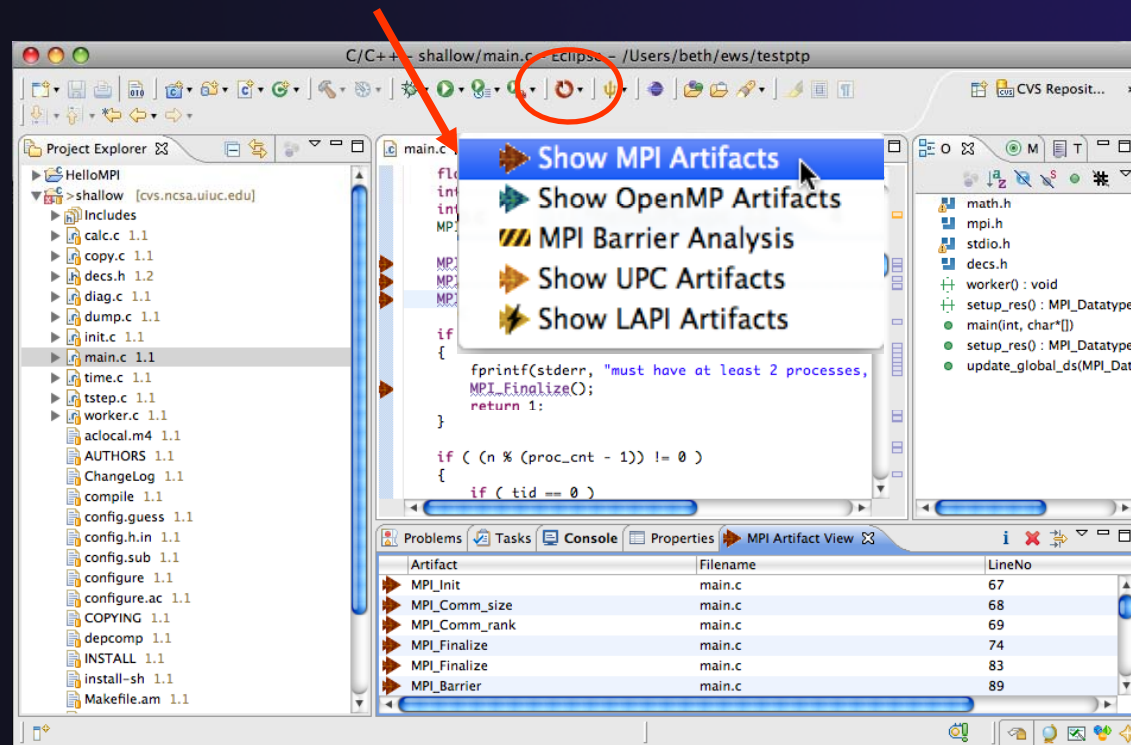 C/C++ - shallow/main.c - Eclipse - /Users/beth/ews/testptp
CVS Reposit...
Project Explorer
HelloMPI
>shallow [cvs.ncsa.uiuc.edu]
Includes
calc.c 1.1
copy.c 1.1
decs.h 1.2
diag.c 1.1
dump.c 1.1
init.c 1.1
main.c 1.1
time.c 1.1
tstep.c 1.1
worker.c 1.1
aclocal.m4 1.1
AUTHORS 1.1
ChangeLog 1.1
compile 1.1
config.guess 1.1
config.h.in 1.1
config.sub 1.1
configure 1.1
configure.ac 1.1
COPYING 1.1
depcomp 1.1
INSTALL 1.1
install-sh 1.1
Makefile.am 1.1
main.c
Show MPI Artifacts
Show OpenMP Artifacts
MPI Barrier Analysis
Show UPC Artifacts
Show LAPI Artifacts
int
MPI
MPI
MPI
MPI
if
{
fprintf(stderr, "must have at least 2 processes,
MPI_Finalize();
return 1;
}
if ( (n % (proc_cnt - 1)) != 0 )
{
if ( tid == 0 )
O M T
math.h
mpi.h
stdio.h
decs.h
worker() : void
setup_res() : MPI_Datatype
main(int, char*[])
setup_res() : MPI_Datatype
update_global_ds(MPI_Dat
Problems Tasks Console Properties MPI Artifact View
Artifact Filename LineNo
MPI_Init main.c 67
MPI_Comm_size main.c 68
MPI_Comm_rank main.c 69
MPI_Finalize main.c 74
MPI_Finalize main.c 83
MPI_Barrier main.c 89